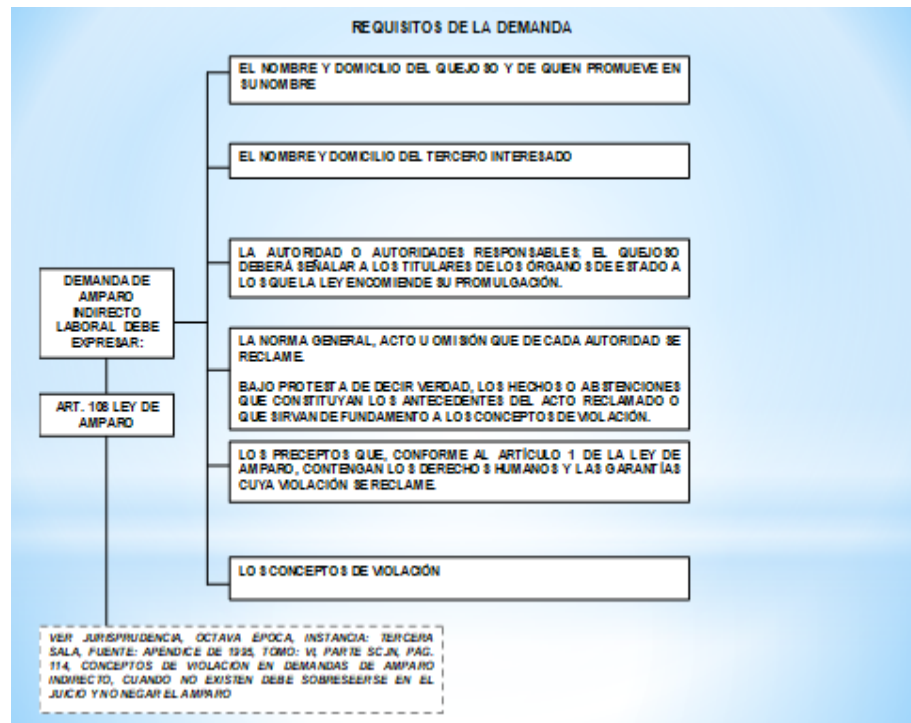 REQUISITOS DE LA DEMANDA
EL NOMBRE Y DOMICILIO DEL QUEJOSO Y DE QUIEN PROMUEVE EN
SU NOMBRE
EL NOMBRE Y DOMICILIO DEL TERCERO INTERESADO
LA AUTORIDAD O AUTORIDADES RESPONSABLES; EL QUEJOSO
DEBERÁ SEÑALAR A LOS TITULARES DE LOS ÓRGANOS DE ESTADO A
LOS QUE LA LEY ENCOMIENDE SU PROMULGACIÓN.
DEMANDA DE
AMPARO
INDIRECTO
LABORAL DEBE
EXPRESAR:
LA NORMA GENERAL, ACTO U OMISIÓN QUE DE CADA AUTORIDAD SE
RECLAME.
BAJO PROTESTA DE DECIR VERDAD, LOS HECHOS O ABSTENCIONES
QUE CONSTITUYAN LOS ANTECEDENTES DEL ACTO RECLAMADO O
QUE SIRVAN DE FUNDAMENTO A LOS CONCEPTOS DE VIOLACIÓN.
ART. 108 LEY DE
AMPARO
LOS PRECEPTOS QUE, CONFORME AL ARTÍCULO 1 DE LA LEY DE
AMPARO, CONTENGAN LOS DERECHOS HUMANOS Y LAS GARANTÍAS
CUYA VIOLACIÓN SE RECLAME.
LOS CONCEPTOS DE VIOLACIÓN
VER JURISPRUDENCIA, OCTAVA ÉPOCA, INSTANCIA: TERCERA
SALA, FUENTE: APÉNDICE DE 1995, TOMO: VI, PARTE SCJN, PÁG.
114, CONCEPTOS DE VIOLACIÓN EN DEMANDAS DE AMPARO
INDIRECTO, CUANDO NO EXISTEN DEBE SOBRESEERSE EN EL
JUICIO Y NO NEGAR EL AMPARO